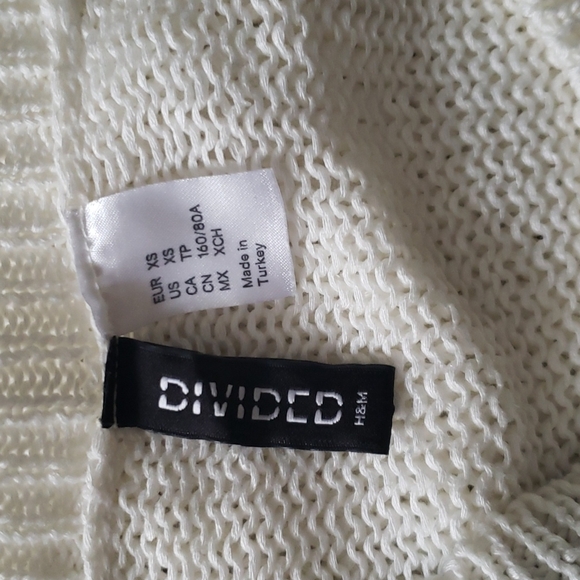 EUR XS
US XS
CA TP
CN 160/80A
MX XCH
Made in
Turkey
DIVIDED
H&M